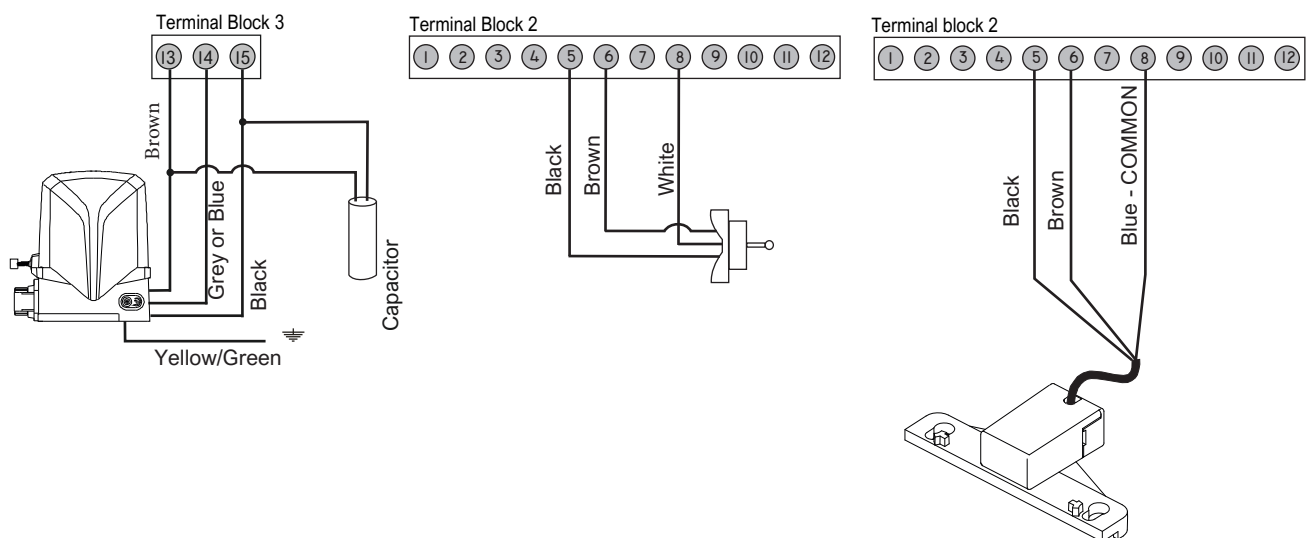 Terminal Block 3
13 14 15
Brown
Grey or Blue
Black
Capacitor
Yellow/Green
Terminal Block 2
1 2 3 4 5 6 7 8 9 10 11 12
Black
Brown
White
Terminal block 2
1 2 3 4 5 6 7 8 9 10 11 12
Black
Brown
Blue - COMMON